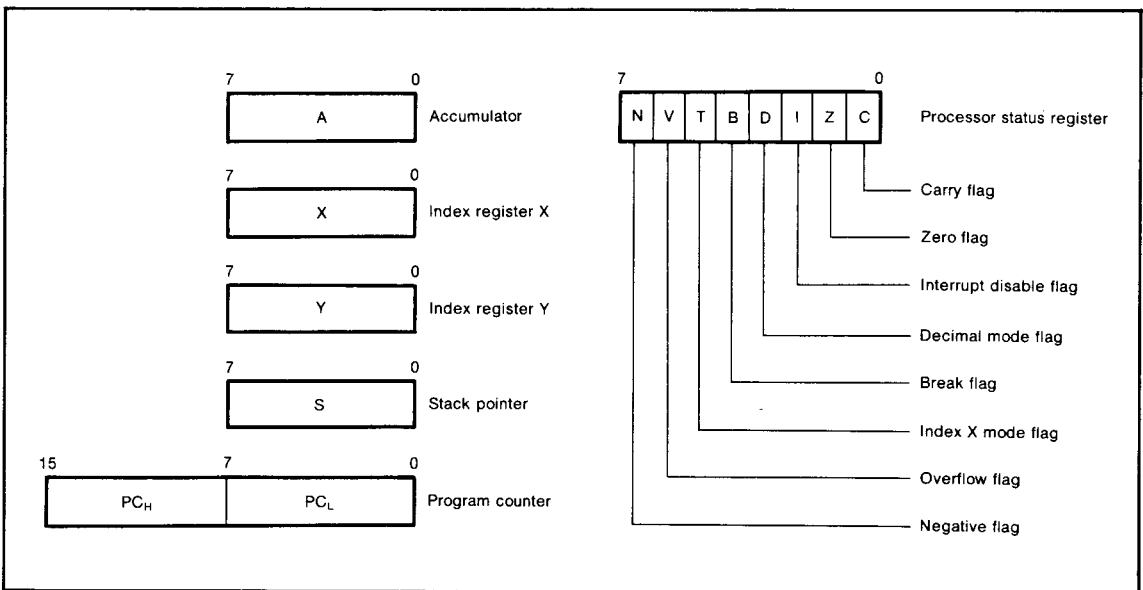 7 0
A Accumulator
7 0
X Index register X
7 0
Y Index register Y
7 0
S Stack pointer
15 7 0
PCH PCL Program counter
7 0
N V T B D I Z C Processor status register
Carry flag
Zero flag
Interrupt disable flag
Decimal mode flag
Break flag
Index X mode flag
Overflow flag
Negative flag